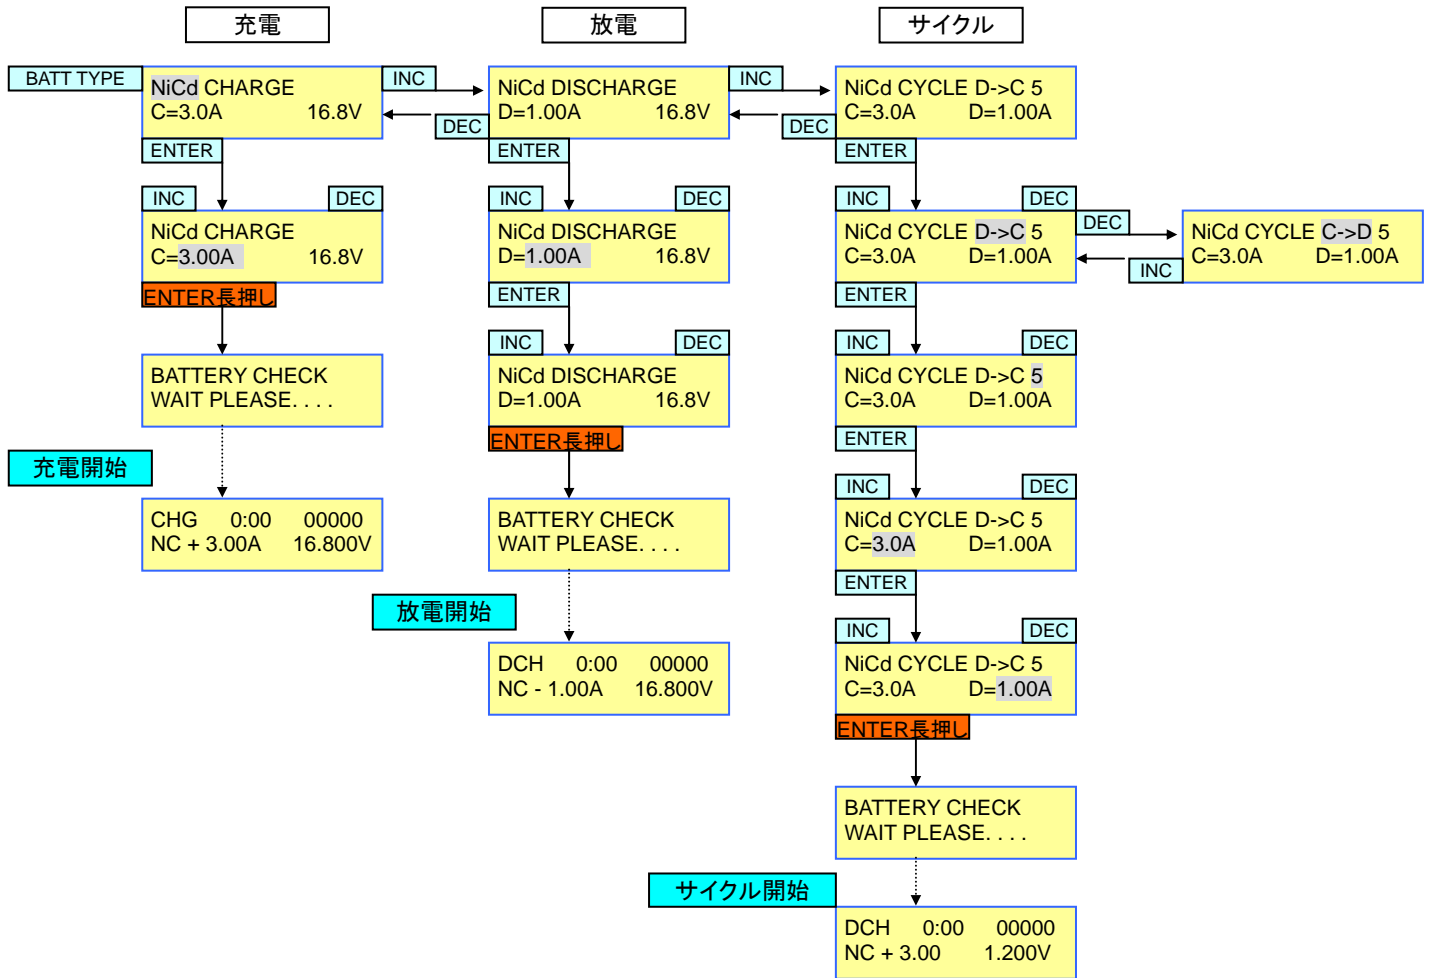 充電
放電
サイクル
BATT TYPE
NiCd CHARGE
C=3.0A 16.8V
INC
DEC
NiCd DISCHARGE
D=1.00A 16.8V
INC
DEC
NiCd CYCLE D->C 5
C=3.0A D=1.00A
ENTER
ENTER
ENTER
INC
DEC
NiCd CHARGE
C=3.00A 16.8V
ENTER長押し
INC
DEC
NiCd DISCHARGE
D=1.00A 16.8V
ENTER
INC
DEC
NiCd CYCLE D->C 5
C=3.0A D=1.00A
ENTER
DEC
INC
NiCd CYCLE C->D 5
C=3.0A D=1.00A
BATTERY CHECK
WAIT PLEASE. . . .
INC
DEC
NiCd DISCHARGE
D=1.00A 16.8V
ENTER長押し
INC
DEC
NiCd CYCLE D->C 5
C=3.0A D=1.00A
ENTER
充電開始
CHG 0:00 00000
NC + 3.00A 16.800V
BATTERY CHECK
WAIT PLEASE. . . .
INC
DEC
NiCd CYCLE D->C 5
C=3.0A D=1.00A
ENTER
放電開始
DCH 0:00 00000
NC - 1.00A 16.800V
INC
DEC
NiCd CYCLE D->C 5
C=3.0A D=1.00A
ENTER長押し
BATTERY CHECK
WAIT PLEASE. . . .
サイクル開始
DCH 0:00 00000
NC + 3.00 1.200V